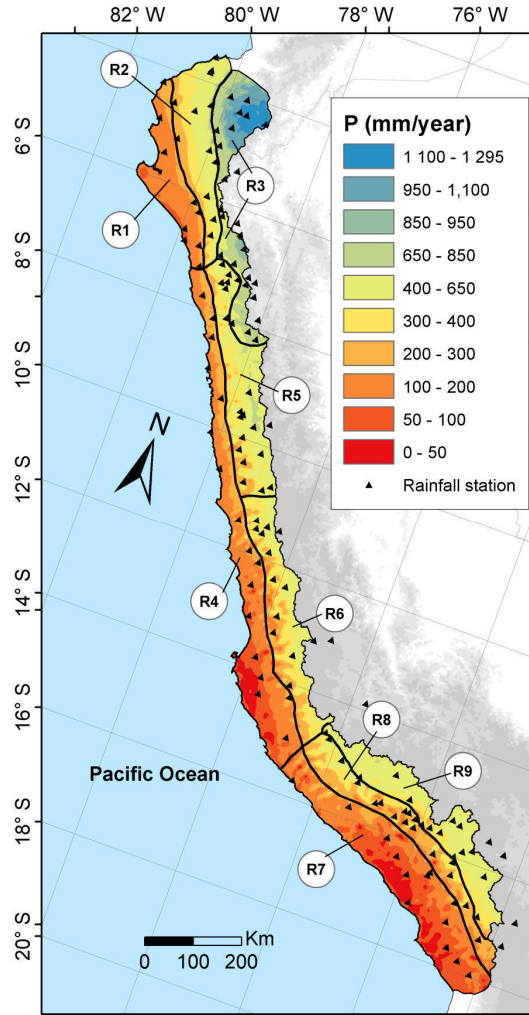 82° W
80° W
78° W
76° W
R2
P (mm/year)
1 100 - 1 295
950 - 1,100
850 - 950
650 - 850
400 - 650
300 - 400
200 - 300
100 - 200
50 - 100
0 - 50
Rainfall station
6° S
R3
R1
8° S
10° S
R5
N
12° S
R4
14° S
R6
16° S
R8
Pacific Ocean
R9
18° S
R7
20° S
Km
0 100 200